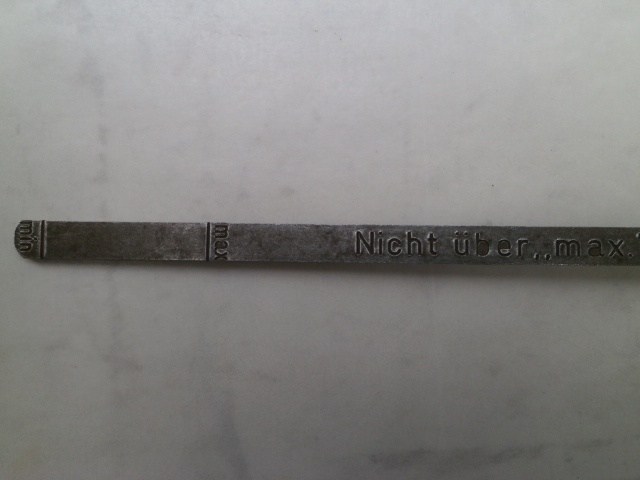 min
max
Nicht über „max.